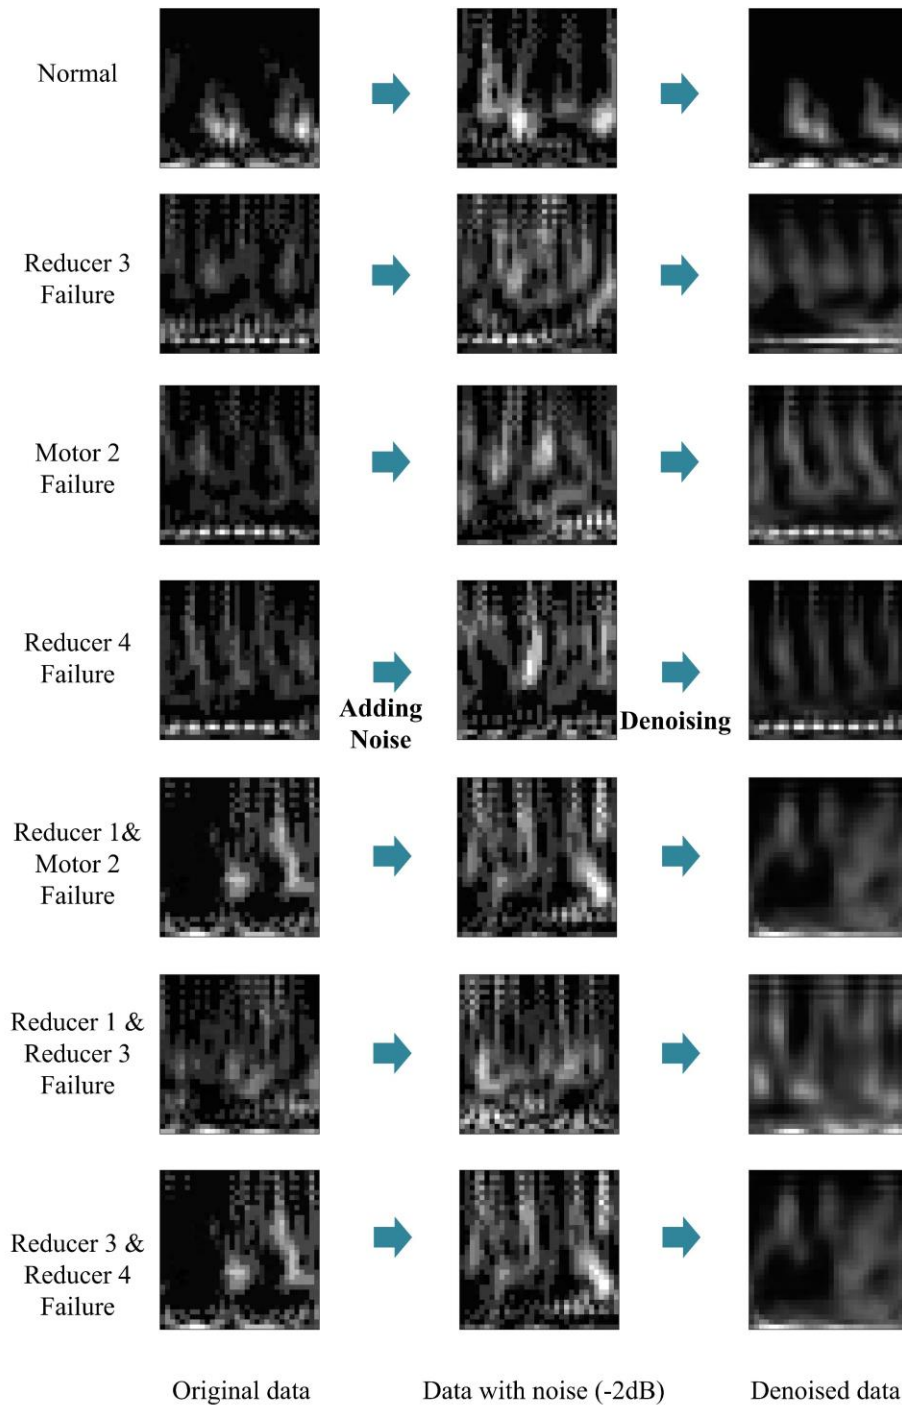 Normal
Reducer 3
Failure
Motor 2
Failure
Reducer 4
Failure
Adding
Noise
Denoising
Reducer 1&
Motor 2
Failure
Reducer 1 &
Reducer 3
Failure
Reducer 3 &
Reducer 4
Failure
Original data
Data with noise (-2dB)
Denoised data